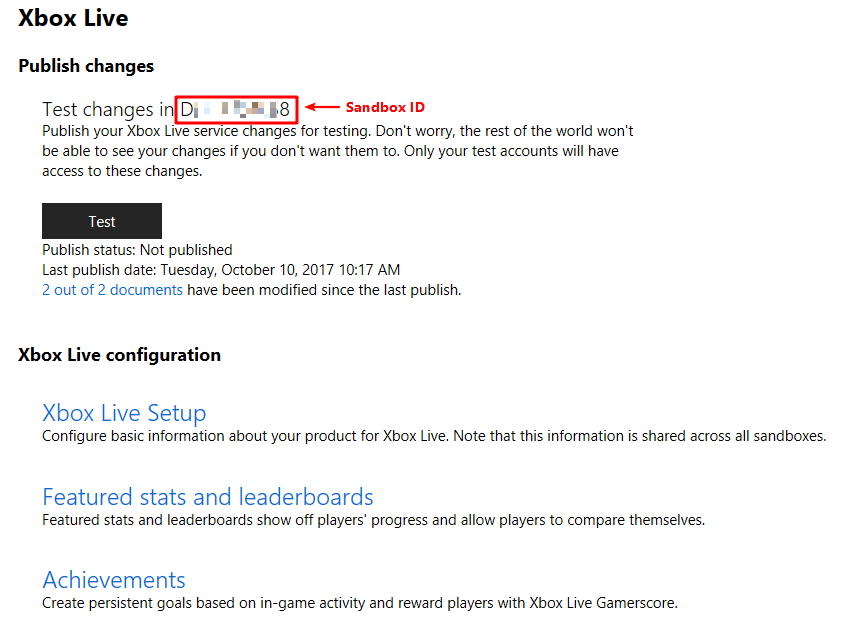 Xbox Live
Publish changes
Test changes in
Sandbox ID
Publish your Xbox Live service changes for testing. Don't worry, the rest of the world won't
be able to see your changes if you don't want them to. Only your test accounts will have
access to these changes.
Test
Publish status: Not published
Last publish date: Tuesday, October 10, 2017 10:17 AM
2 out of 2 documents have been modified since the last publish.
Xbox Live configuration
Xbox Live Setup
Configure basic information about your product for Xbox Live. Note that this information is shared across all sandboxes.
Featured stats and leaderboards
Featured stats and leaderboards show off players' progress and allow players to compare themselves.
Achievements
Create persistent goals based on in-game activity and reward players with Xbox Live Gamerscore.